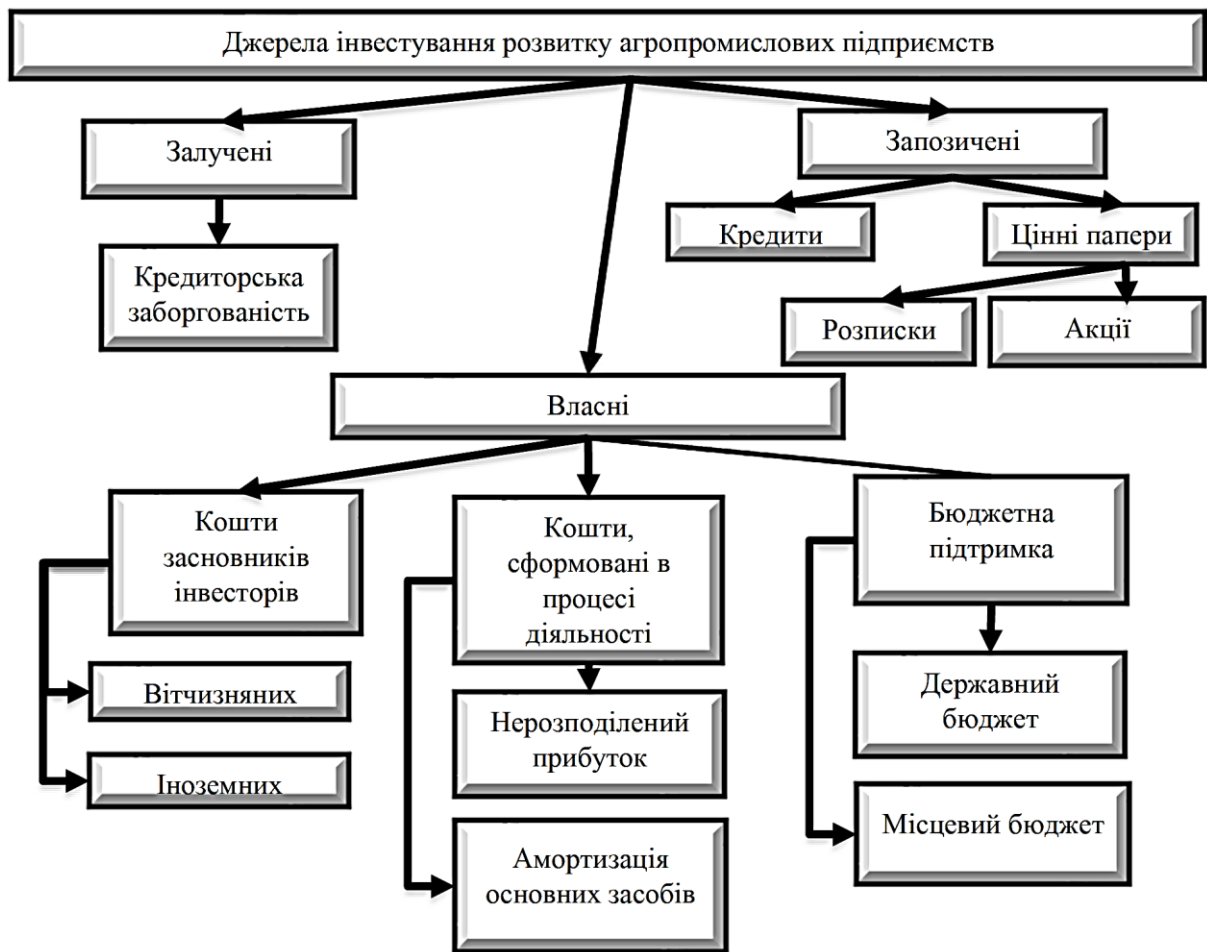 Джерела інвестування розвитку агропромислових підприємств
Залучені
Запозичені
Кредити
Цінні папери
Кредиторська
заборгованість
Розписки
Акції
Власні
Кошти
засновників
інвесторів
Кошти,
сформовані в
процесі
діяльності
Бюджетна
підтримка
Вітчизняних
Іноземних
Нерозподілений
прибуток
Амортизація
основних засобів
Державний
бюджет
Місцевий бюджет